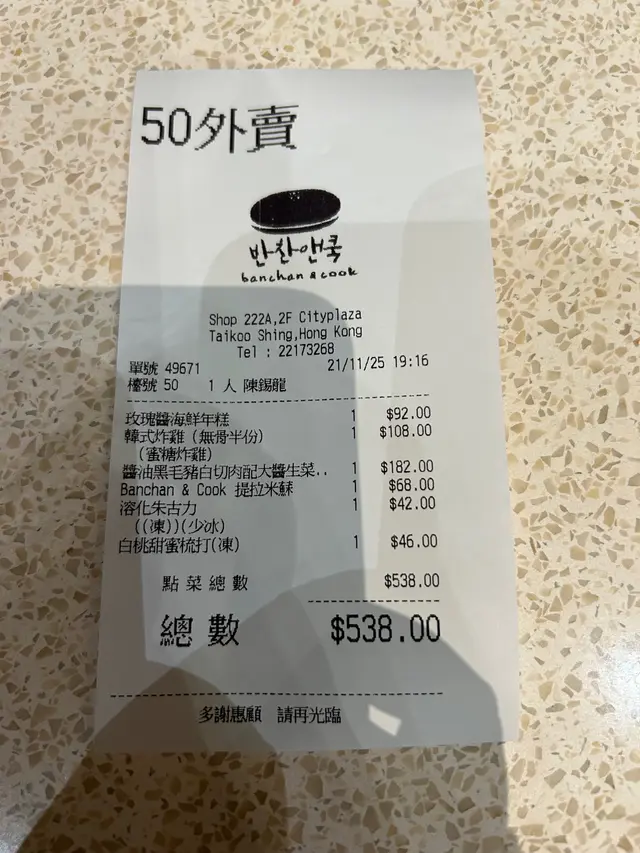 50外賣
반찬앤쿡
banchan & cook
Shop 222A,2F Cityplaza
Taikoo Shing,Hong Kong
Tel : 22173268
單號 49671 21/11/25 19:16
檯號 50 1 人 陳錫龍
玫瑰醬海鮮年糕 1 $92.00
韓式炸雞 (無骨半份) 1 $108.00
(蜜糖炸雞)
醬油黑毛豬白切肉配大醬生菜.. 1 $182.00
Banchan & Cook 提拉米蘇 1 $68.00
溶化朱古力 1 $42.00
((凍))(少冰)
白桃甜蜜梳打(凍) 1 $46.00
點菜總數 $538.00
總數 $538.00
多謝惠顧 請再光臨